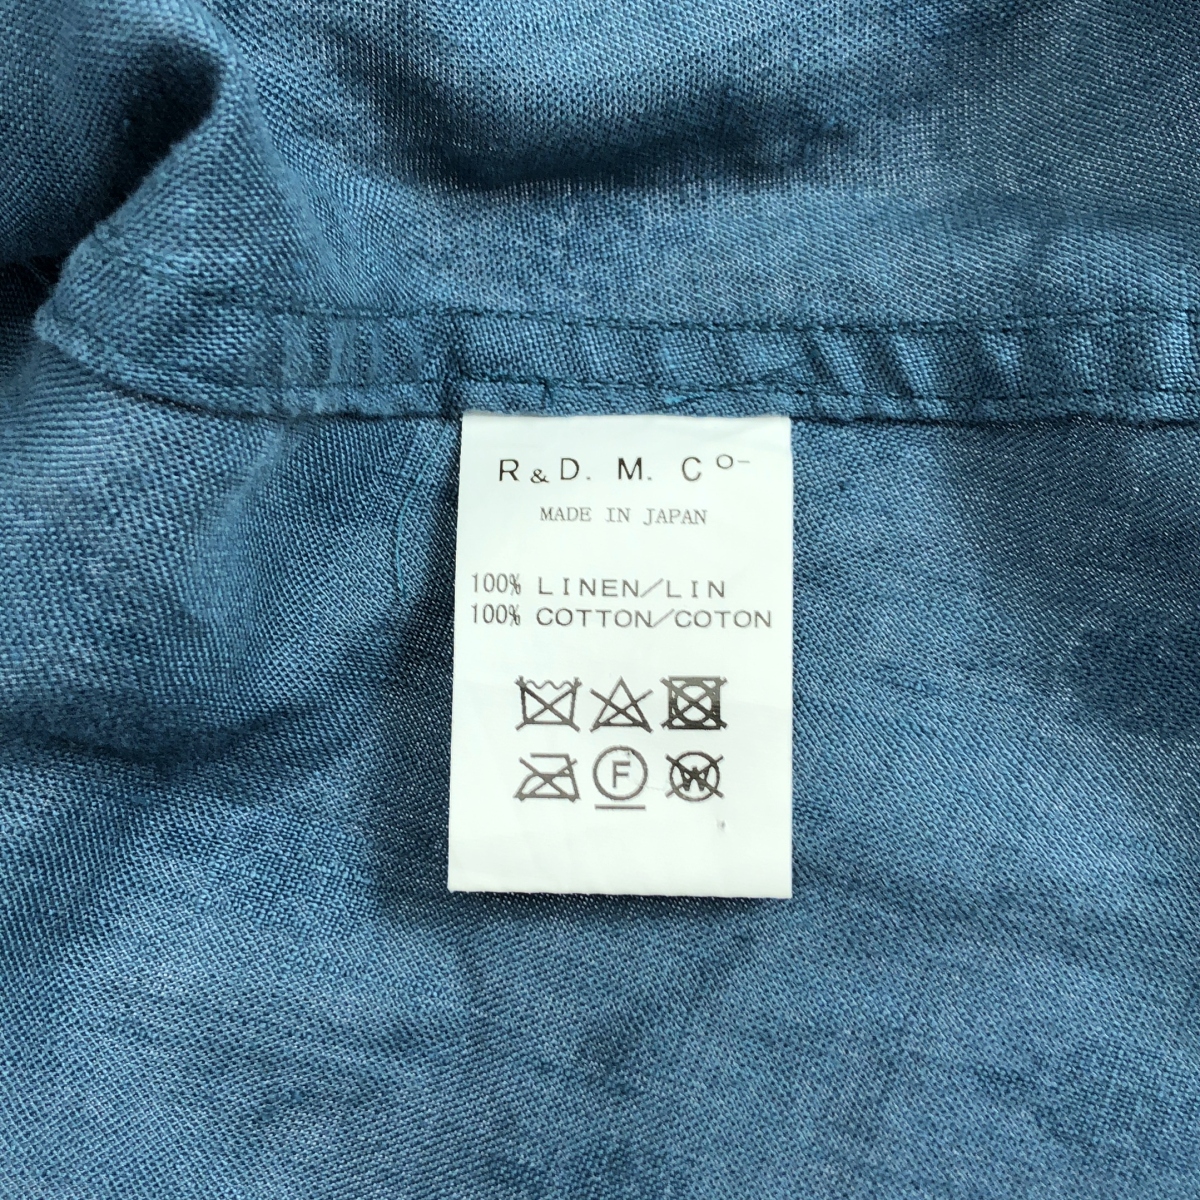 R&D. M. Co-
MADE IN JAPAN
100% LINEN/LIN
100% COTTON/COTON
F
W